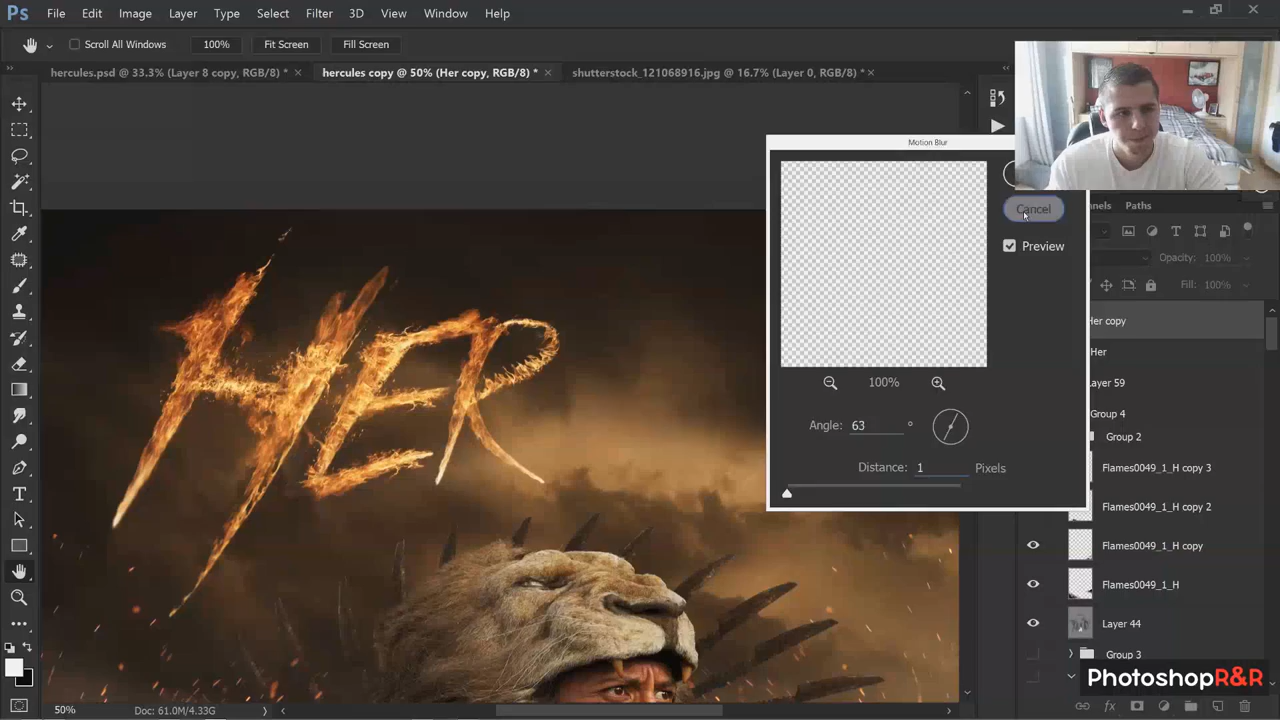 Ps File Edit Image Layer Type Select Filter 3D View Window Help
Scroll All Windows 100% Fit Screen Fill Screen
hercules.psd @ 33.3% (Layer 8 copy, RGB/8) * × hercules copy @ 50% (Her copy, RGB/8) * × shutterstock_121068916.jpg @ 16.7% (Layer 0, RGB/8) * ×
Motion Blur
Cancel
Preview
100%
Angle: 63 °
Distance: 1 Pixels
HER
nnels Paths
Opacity: 100%
Fill: 100%
Her copy
Her
ayer 59
Group 4
Group 2
Flames0049_1_H copy 3
Flames0049_1_H copy 2
Flames0049_1_H copy
Flames0049_1_H
Layer 44
Group 3
PhotoshopR&R
fx
50% Doc: 61.0M/4.33G